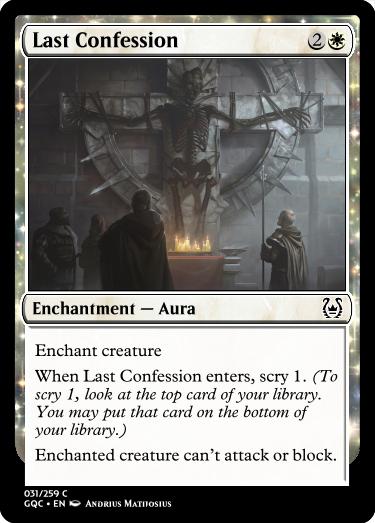 Last Confession 2
Enchantment — Aura
Enchant creature
When Last Confession enters, scry 1. (To
scry 1, look at the top card of your library.
You may put that card on the bottom of
your library.)
Enchanted creature can't attack or block.
031/259 C
GQC • EN Andrius Matijosius